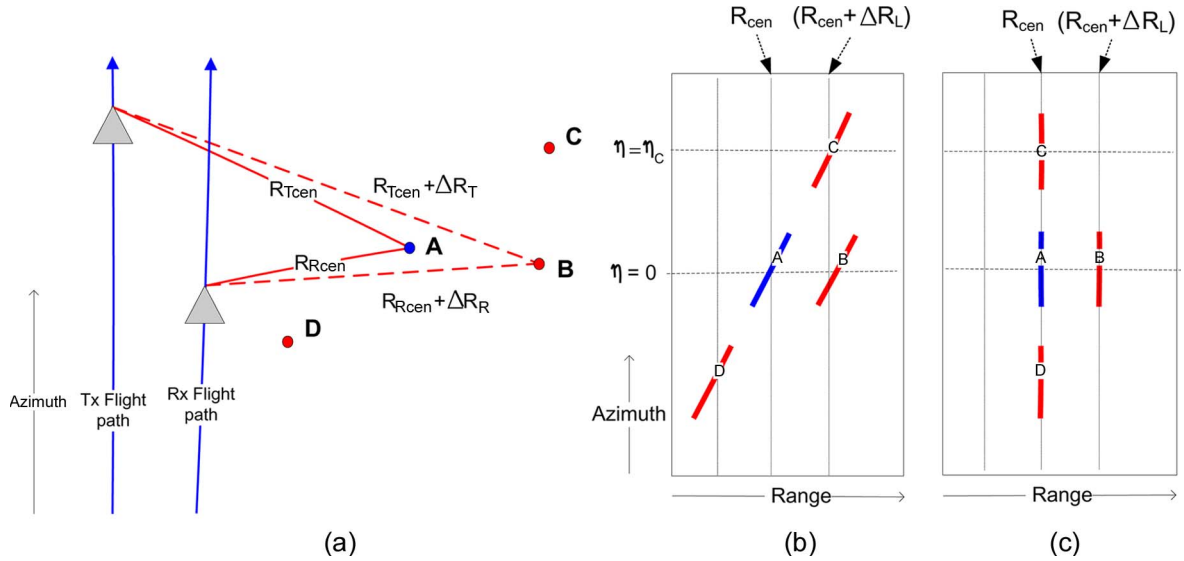 R_Tcen
R_Tcen + ΔR_T
C
A
B
R_Rcen
R_Rcen + ΔR_R
D
Azimuth
Tx Flight
path
Rx Flight
path
(a)
R_cen (R_cen + ΔR_L)
η = η_C
C
A B
η = 0
D
Azimuth
Range
(b)
R_cen (R_cen + ΔR_L)
C
A B
D
Range
(c)